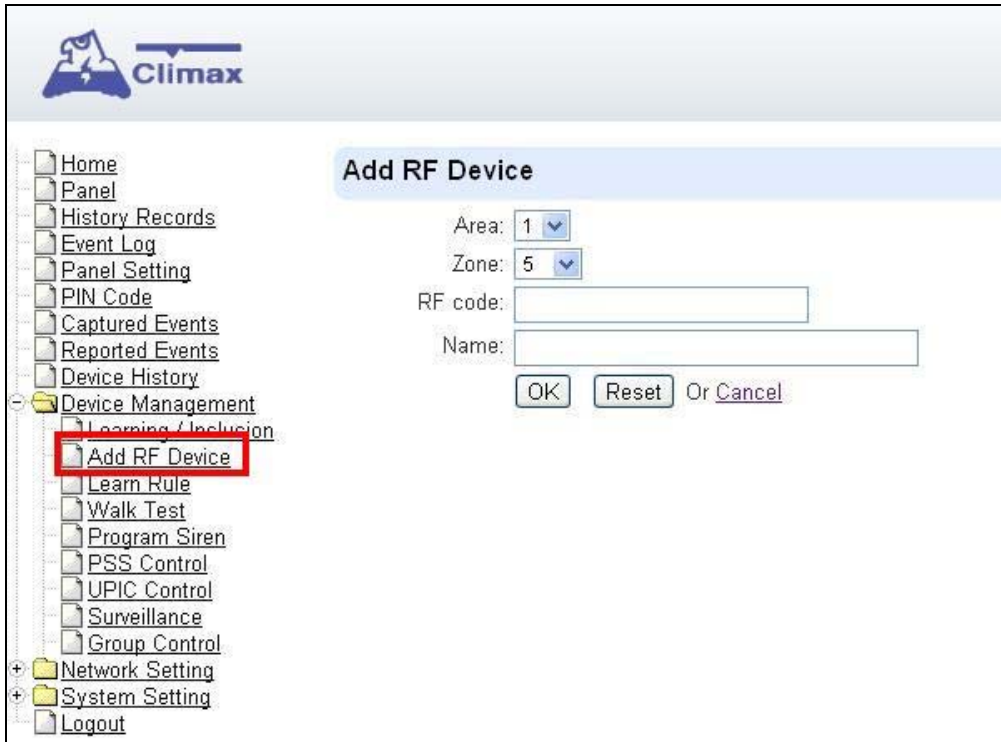 Climax
Home
Panel
History Records
Event Log
Panel Setting
PIN Code
Captured Events
Reported Events
Device History
Device Management
Learning / Inclusion
Add RF Device
Learn Rule
Walk Test
Program Siren
PSS Control
UPIC Control
Surveillance
Group Control
Network Setting
System Setting
Logout
Add RF Device
Area: 1
Zone: 5
RF code:
Name:
OK Reset Or Cancel